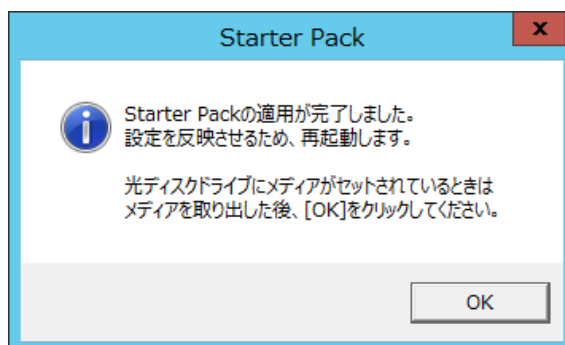 Starter Pack
x
Starter Packの適用が完了しました。
設定を反映させるため、再起動します。
光ディスクドライブにメディアがセットされているときは
メディアを取り出した後、[OK]をクリックしてください。
OK